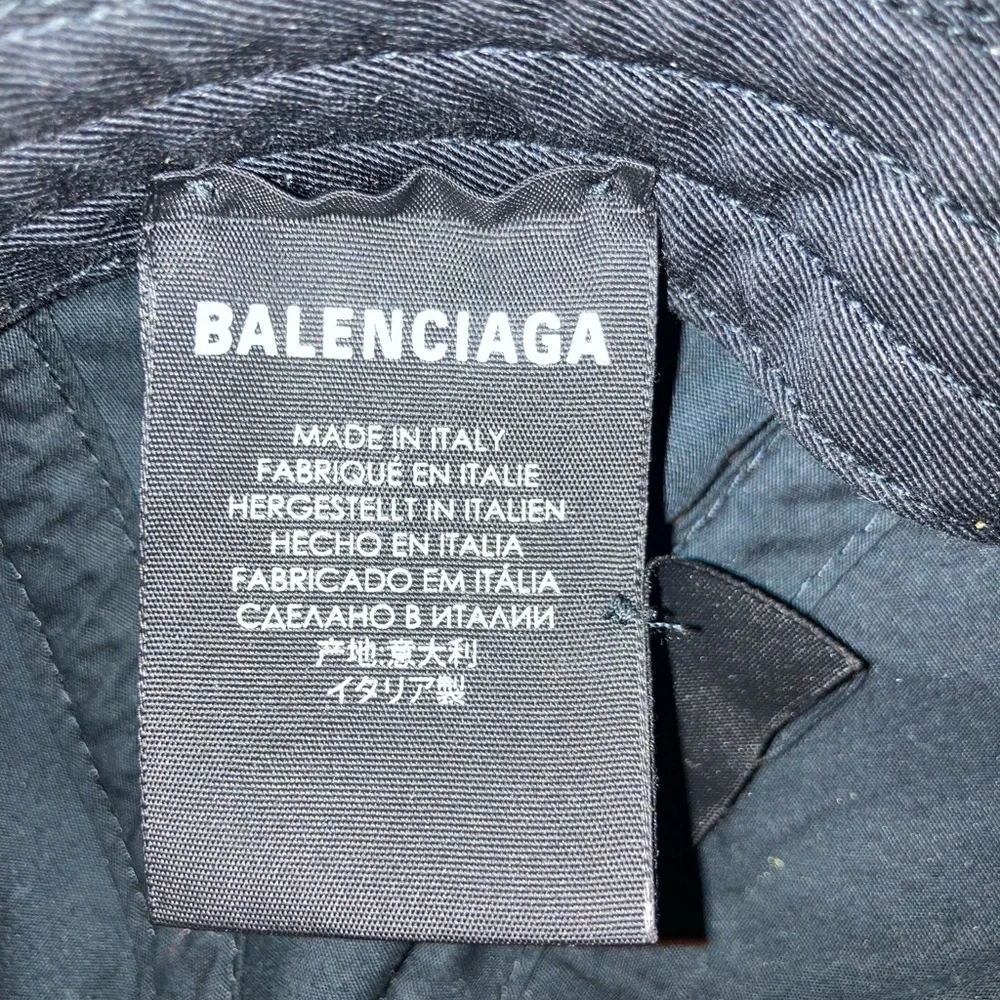 BALENCIAGA
MADE IN ITALY
FABRIQUÉ EN ITALIE
HERGESTELLT IN ITALIEN
HECHO EN ITALIA
FABRICADO EM ITÁLIA
СДЕЛАНО В ИТАЛИИ
产地:意大利
イタリア製